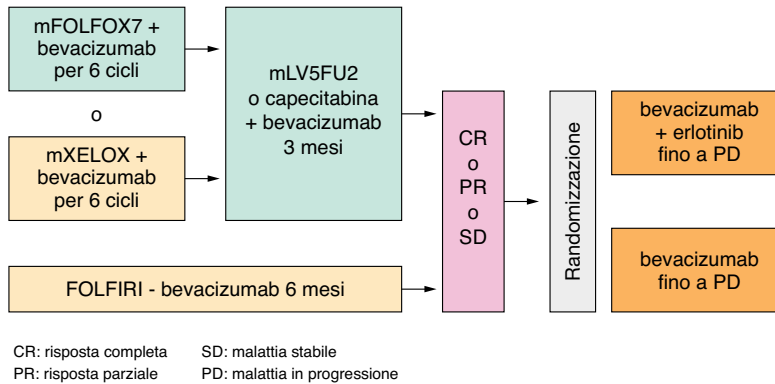 mFOLFOX7 +
bevacizumab
per 6 cicli
o
mXELOX +
bevacizumab
per 6 cicli
mLV5FU2
o capecitabina
+ bevacizumab
3 mesi
FOLFIRI - bevacizumab 6 mesi
CR
o
PR
o
SD
Randomizzazione
bevacizumab
+ erlotinib
fino a PD
bevacizumab
fino a PD
CR: risposta completa
SD: malattia stabile
PR: risposta parziale
PD: malattia in progressione